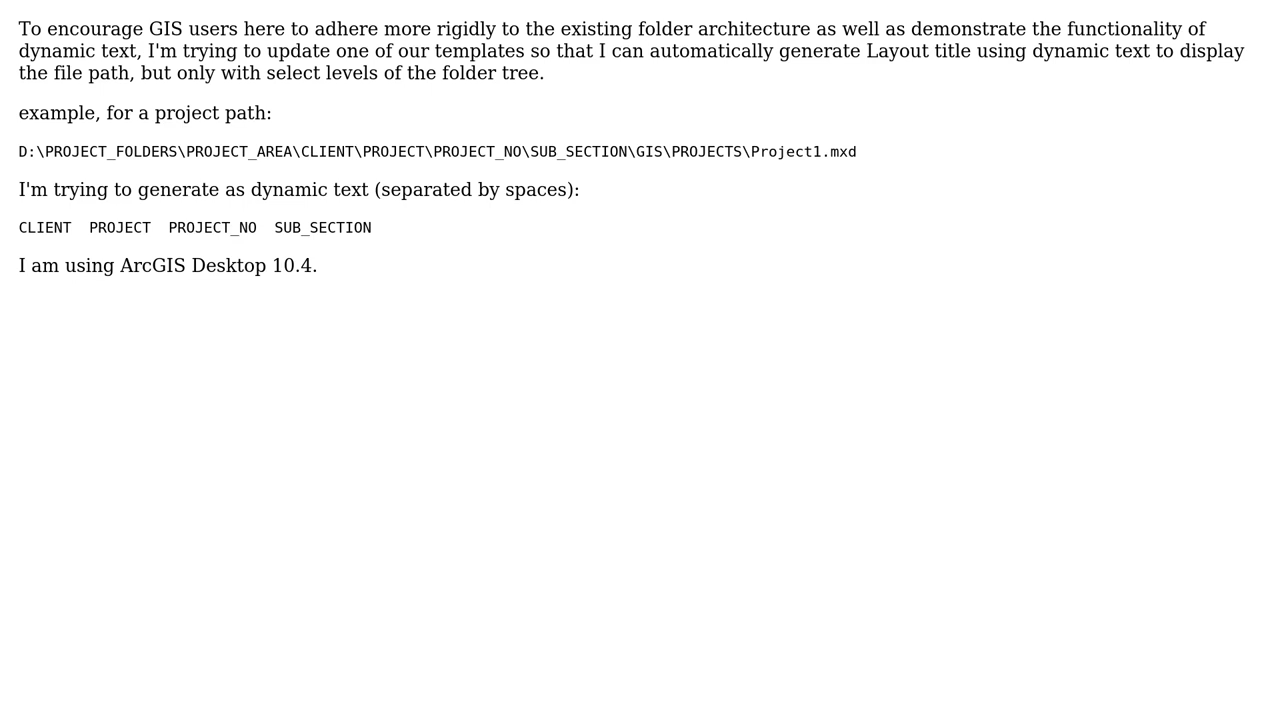 To encourage GIS users here to adhere more rigidly to the existing folder architecture as well as demonstrate the functionality of
dynamic text, I'm trying to update one of our templates so that I can automatically generate Layout title using dynamic text to display
the file path, but only with select levels of the folder tree.
example, for a project path:
D:\PROJECT_FOLDERS\PROJECT_AREA\CLIENT\PROJECT\PROJECT_NO\SUB_SECTION\GIS\PROJECTS\Project1.mxd
I'm trying to generate as dynamic text (separated by spaces):
CLIENT  PROJECT  PROJECT_NO  SUB_SECTION
I am using ArcGIS Desktop 10.4.